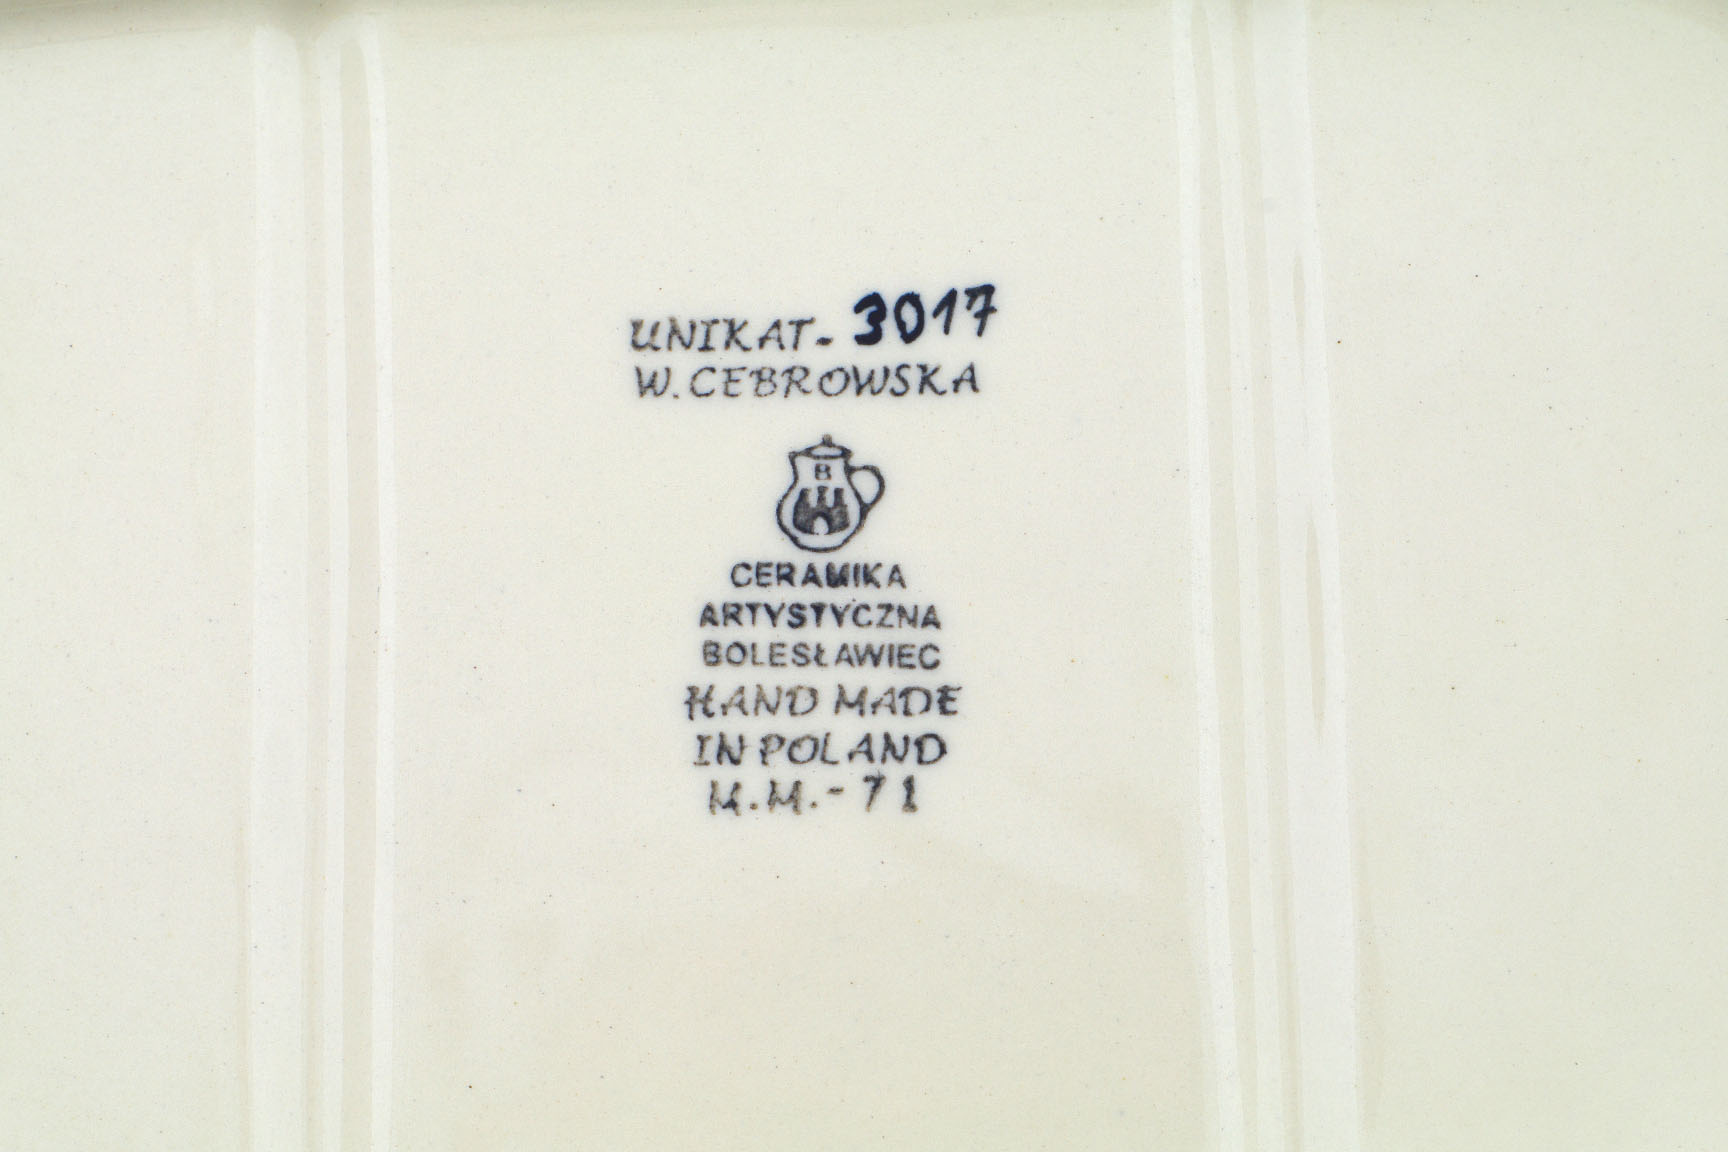 UNIKAT- 3017
W.CEBROWSKA
B
CERAMIKA
ARTYSTYCZNA
BOLESŁAWIEC
HAND MADE
IN POLAND
M.M.-71